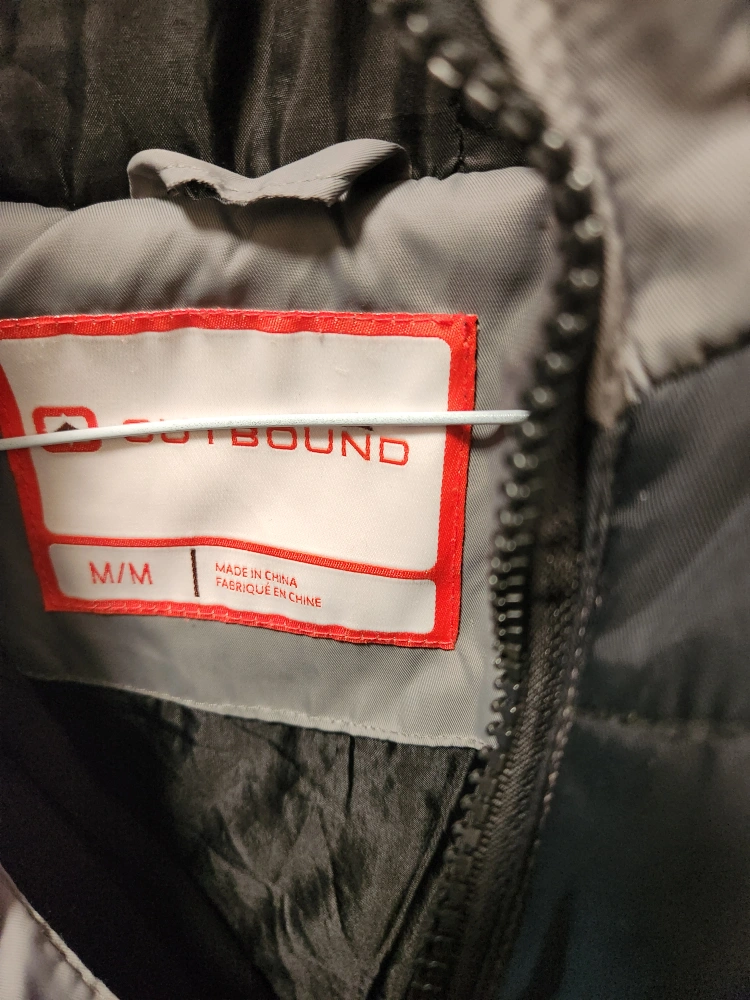 OUTBOUND
M/M
MADE IN CHINA
FABRIQUÉ EN CHINE